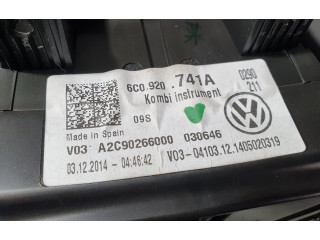 6C0.920 .741A 0290
Kombi instrument 211
09S
Made in Spain
V03 A2C90266000 030646
03.12.2014 - 04:46:42 V03-04103.12.1405020319